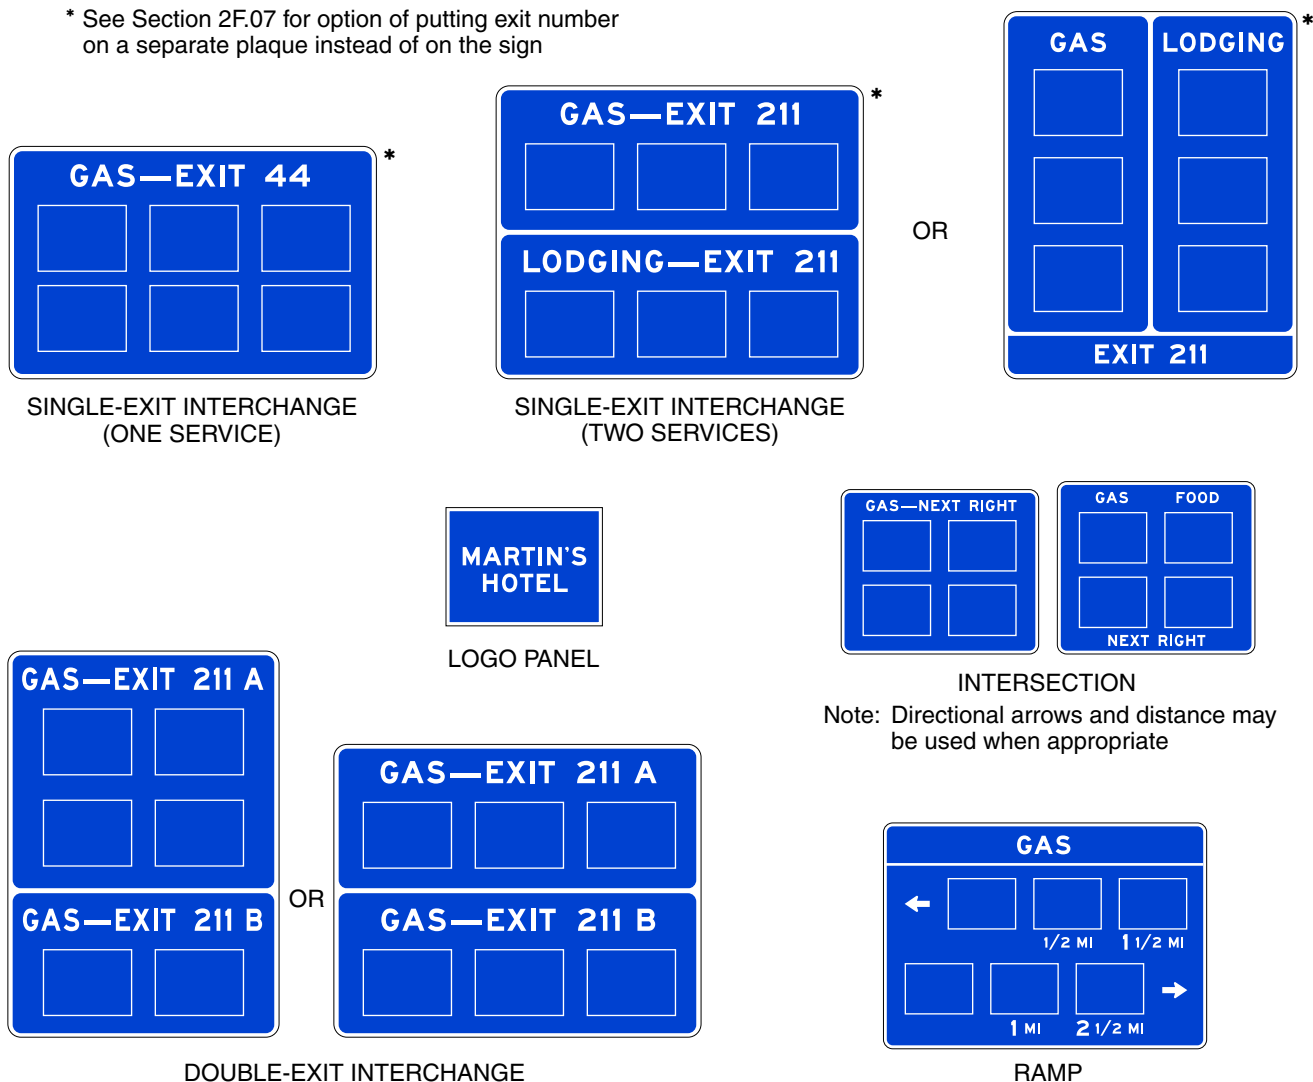 * See Section 2F.07 for option of putting exit number
on a separate plaque instead of on the sign
GAS—EXIT 44
*
SINGLE-EXIT INTERCHANGE
(ONE SERVICE)
GAS—EXIT 211
*
LODGING—EXIT 211
SINGLE-EXIT INTERCHANGE
(TWO SERVICES)
OR
GAS LODGING
*
EXIT 211
MARTIN'S
HOTEL
LOGO PANEL
GAS—NEXT RIGHT
GAS FOOD
NEXT RIGHT
INTERSECTION
Note: Directional arrows and distance may
be used when appropriate
GAS—EXIT 211 A
GAS—EXIT 211 B
OR
GAS—EXIT 211 A
GAS—EXIT 211 B
DOUBLE-EXIT INTERCHANGE
GAS
1/2 MI 1 1/2 MI
1 MI 2 1/2 MI
RAMP